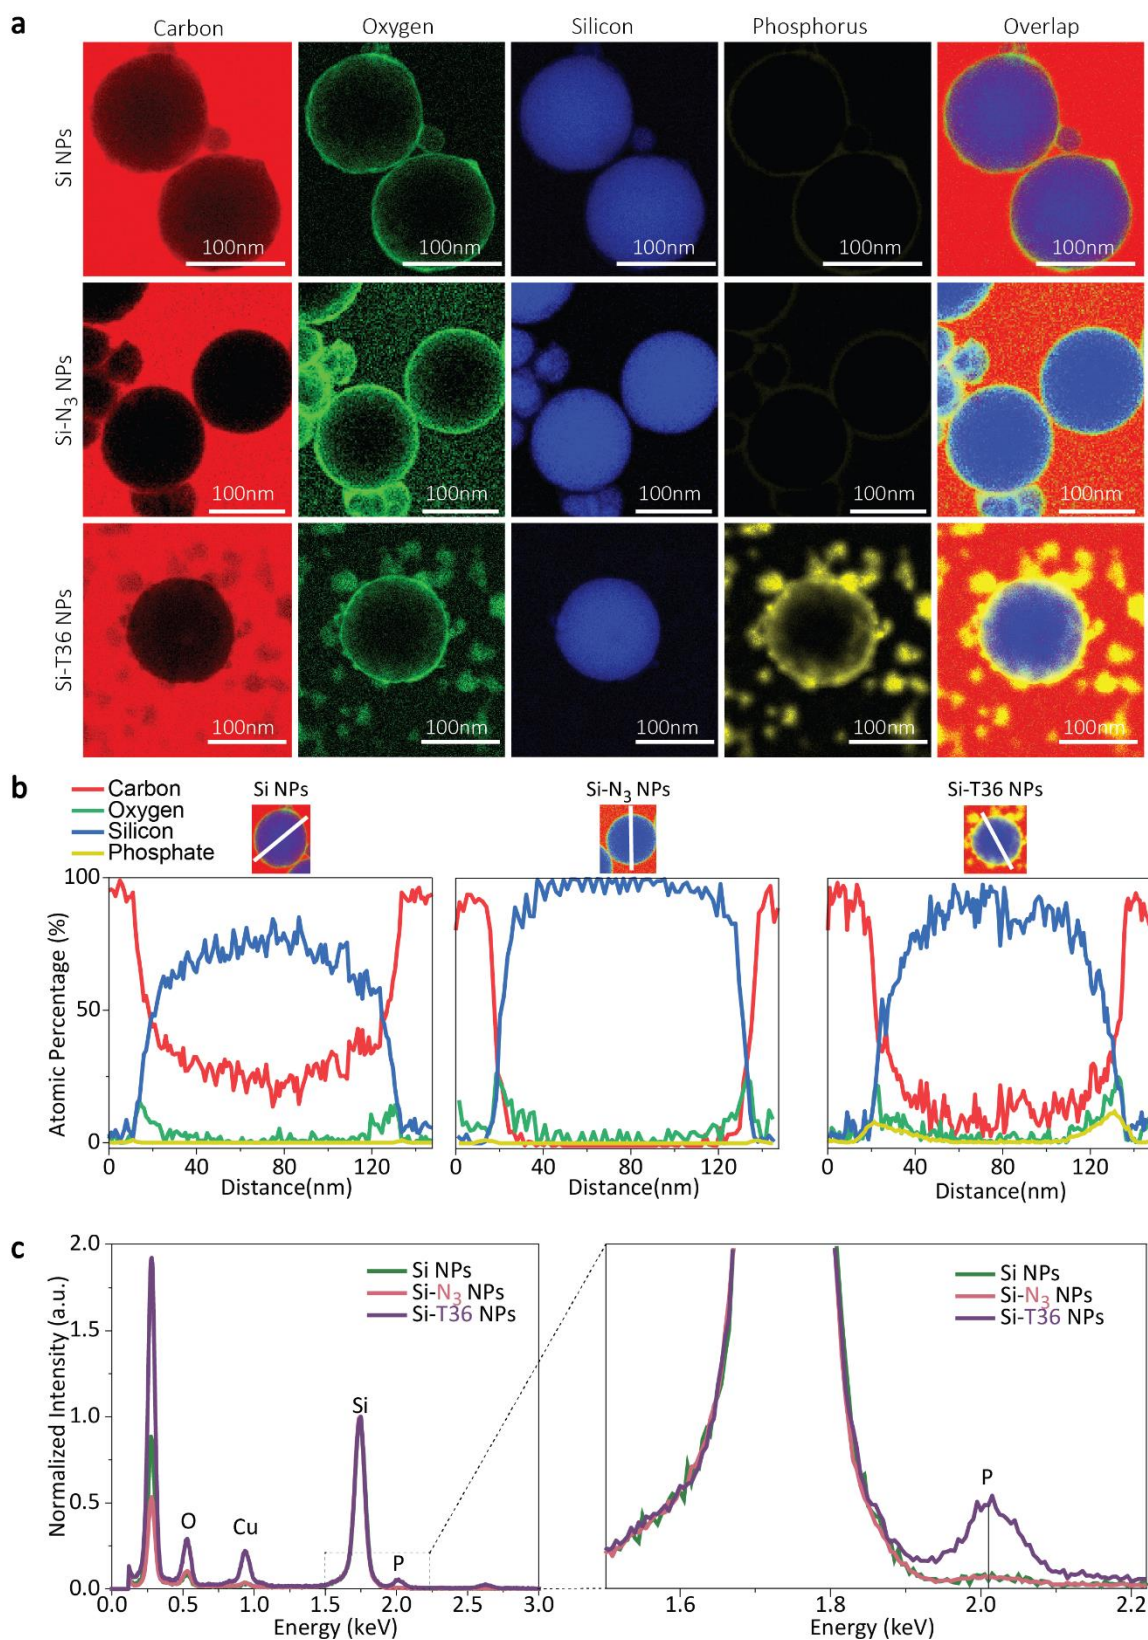 a
Carbon Oxygen Silicon Phosphorus Overlap
Si NPs
100nm 100nm 100nm 100nm 100nm
Si-N3 NPs
100nm 100nm 100nm 100nm 100nm
Si-T36 NPs
100nm 100nm 100nm 100nm 100nm
b
Carbon
Oxygen
Silicon
Phosphate
Si NPs Si-N3 NPs Si-T36 NPs
Atomic Percentage (%)
100
50
0
0 40 80 120 0 40 80 120 0 40 80 120
Distance(nm) Distance(nm) Distance(nm)
c
Normalized Intensity (a.u.)
2.0
1.5
1.0
0.5
0.0
Si NPs
Si-N3 NPs
Si-T36 NPs
O
Cu
Si
P
0.0 0.5 1.0 1.5 2.0 2.5 3.0
Energy (keV)
Si NPs
Si-N3 NPs
Si-T36 NPs
P
1.6 1.8 2.0 2.2
Energy (keV)